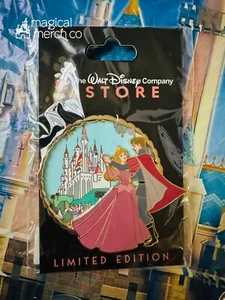 magical
merch co
The WALT DISNEY Company
STORE
LIMITED EDITION